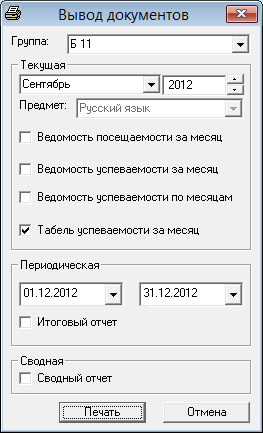 Вывод документов
Группа: Б 11
Текущая
Сентябрь 2012
Предмет: Русский язык
Ведомость посещаемости за месяц
Ведомость успеваемости за месяц
Ведомость успеваемости по месяцам
Табель успеваемости за месяц
Периодическая
01.12.2012 31.12.2012
Итоговый отчет
Сводная
Сводный отчет
Печать Отмена